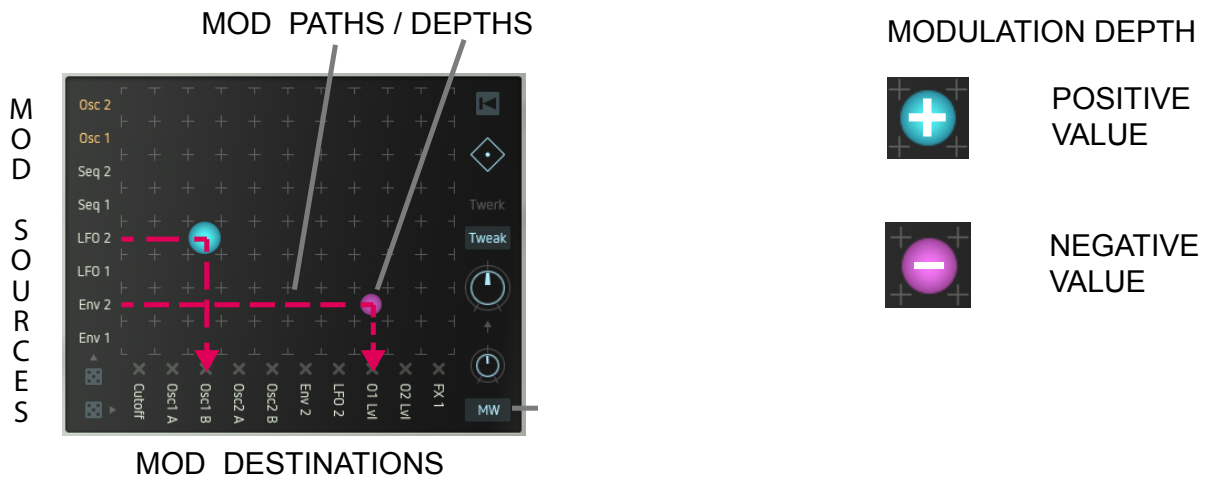 MOD PATHS / DEPTHS
MODULATION DEPTH
POSITIVE
VALUE
NEGATIVE
VALUE
MOD SOURCES
Osc 2
Osc 1
Seq 2
Seq 1
LFO 2
LFO 1
Env 2
Env 1
Twerk
Tweak
MW
Cutoff
Osc1 A
Osc1 B
Osc2 A
Osc2 B
Env 2
LFO 2
O1 Lvl
O2 Lvl
FX 1
MOD DESTINATIONS